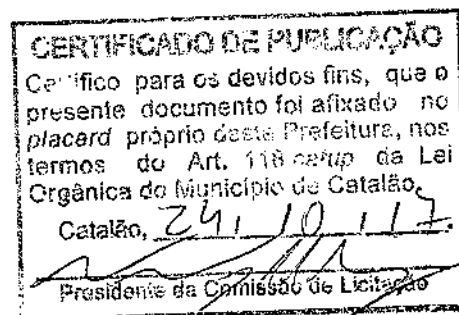 CERTIFICADO DE PUBLICAÇÃO
Certifico para os devidos fins, que o
presente documento foi afixado no
placard próprio desta Prefeitura, nos
termos do Art. 118 da Lei
Orgânica do Município de Catalão.
Catalão, 24, 10, 17.
Presidente da Comissão de Licitação